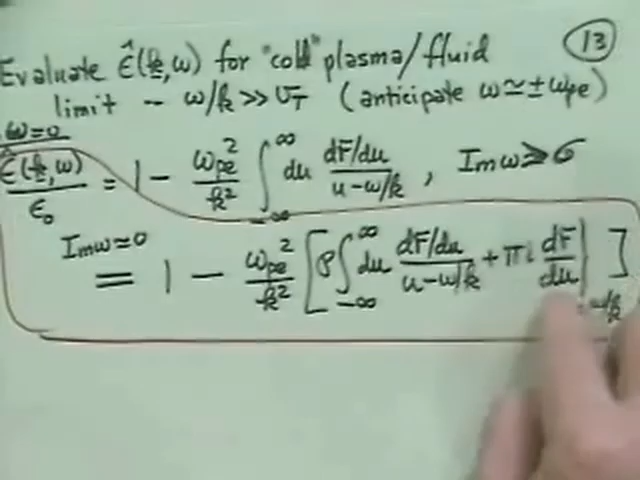 13
Evaluate ε̂(k, ω) for "cold" plasma/fluid
limit – ω/k >> v_T (anticipate ω ≃ ± ω_pe)
ω=0
ε̂(k, ω)/ε₀ = 1 − ω_pe²/k² ∫_{−∞}^{∞} du (dF/du)/(u − ω/k) , Im ω ≥ σ
Im ω ≃ 0
= 1 − ω_pe²/k² [ P ∫_{−∞}^{∞} du (dF/du)/(u − ω/k) + πi dF/du | ω/k ]